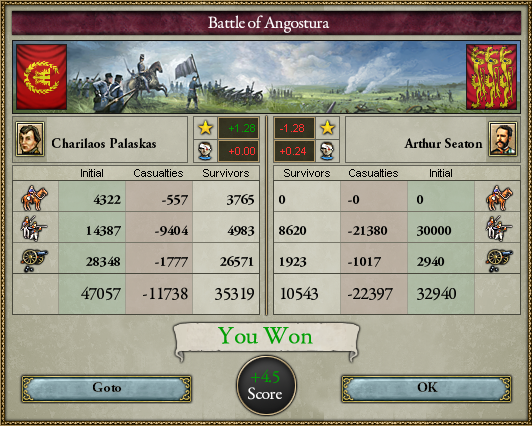 Battle of Angostura
+1.28 -1.28
Charilaos Palaskas Arthur Seaton
+0.00 +0.24
Initial Casualties Survivors Survivors Casualties Initial
4322 -557 3765 0 -0 0
14387 -9404 4983 8620 -21380 30000
28348 -1777 26571 1923 -1017 2940
47057 -11738 35319 10543 -22397 32940
You Won
+4.5
Goto Score OK